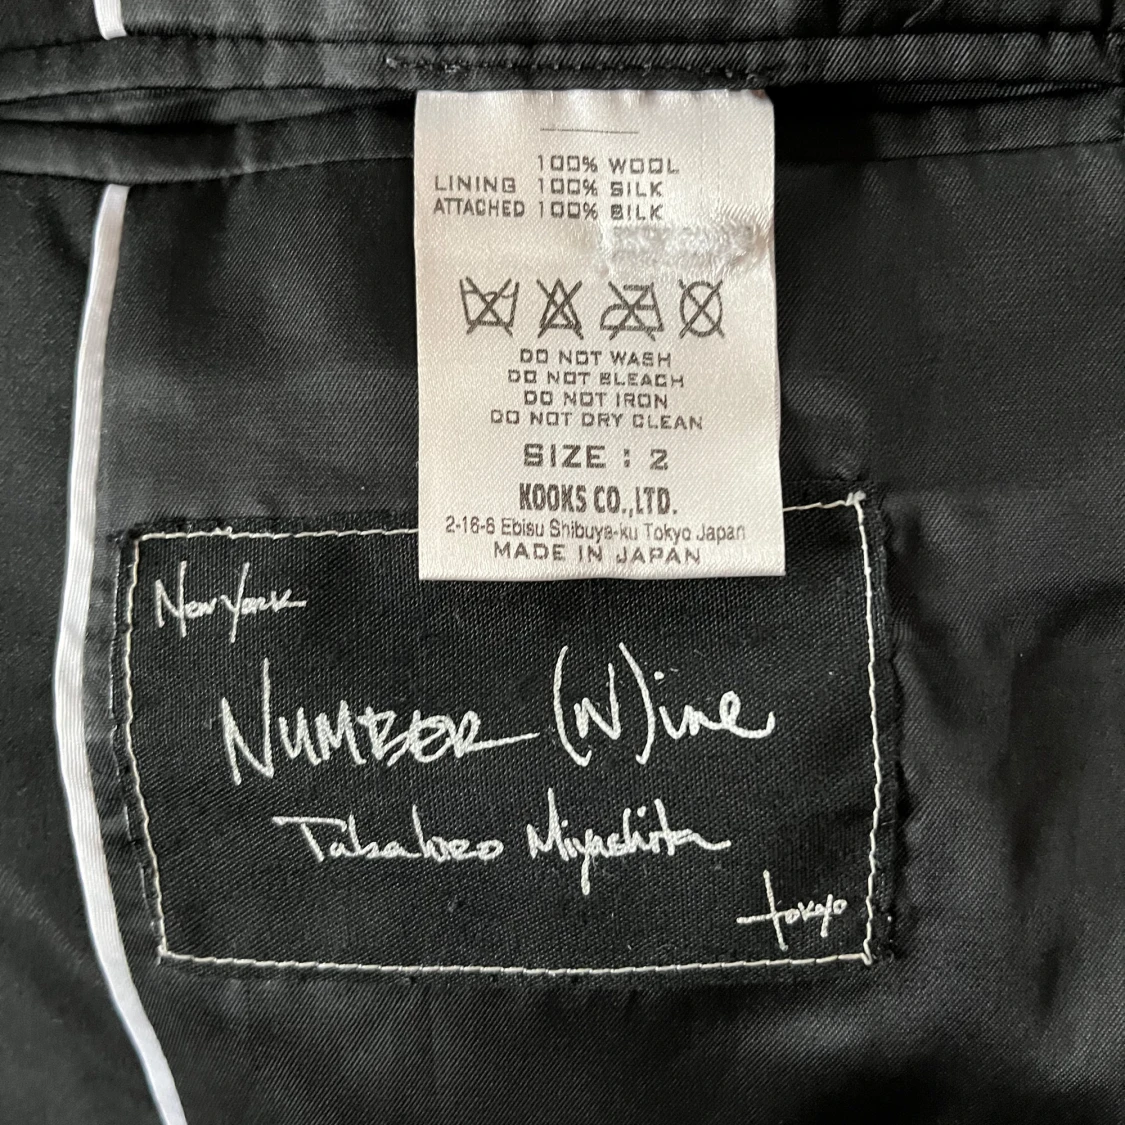 100% WOOL
LINING 100% SILK
ATTACHED 100% SILK
DO NOT WASH
DO NOT BLEACH
DO NOT IRON
DO NOT DRY CLEAN
SIZE : 2
KOOKS CO.,LTD.
2-16-6 Ebisu Shibuya-ku Tokyo Japan
MADE IN JAPAN
New York
NUMBER (N)ine
Takahiro Miyashita
tokyo